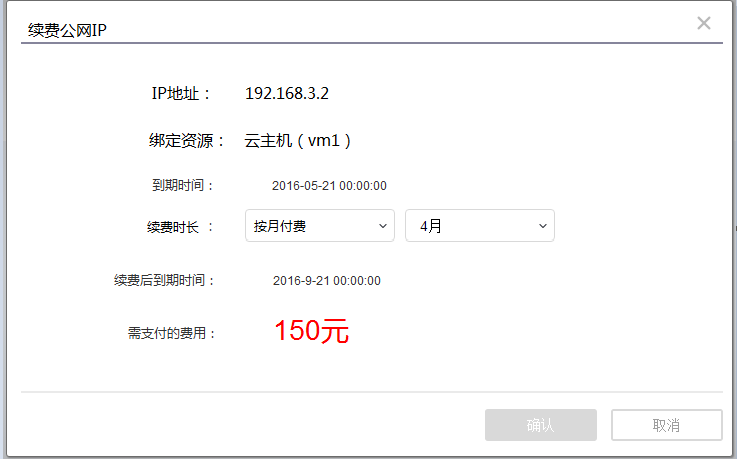 续费公网IP
IP地址： 192.168.3.2
绑定资源： 云主机（vm1）
到期时间： 2016-05-21 00:00:00
续费时长 ： 按月付费 4月
续费后到期时间： 2016-9-21 00:00:00
需支付的费用： 150元
确认 取消